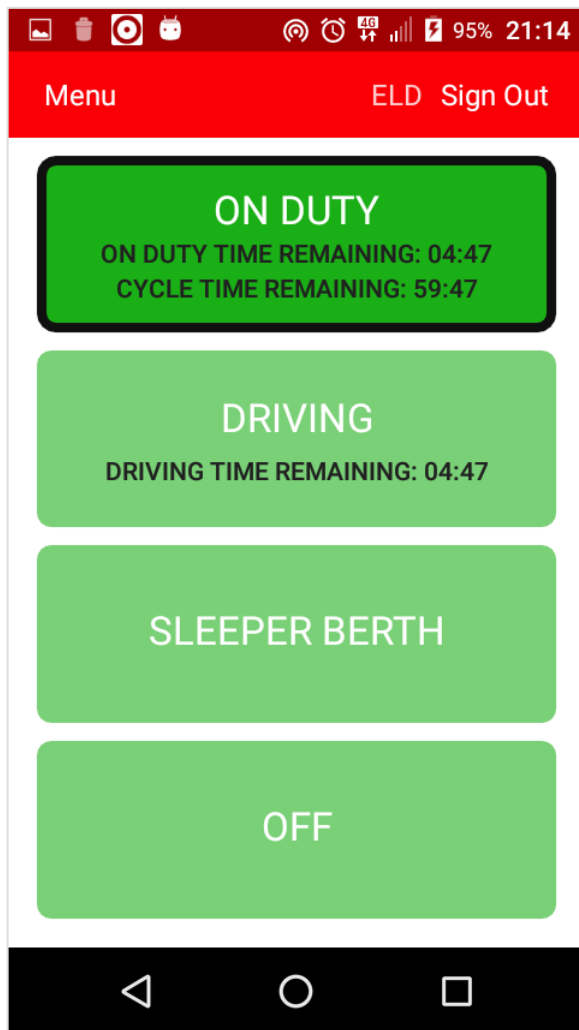 4G 95% 21:14
Menu ELD Sign Out
ON DUTY
ON DUTY TIME REMAINING: 04:47
CYCLE TIME REMAINING: 59:47
DRIVING
DRIVING TIME REMAINING: 04:47
SLEEPER BERTH
OFF